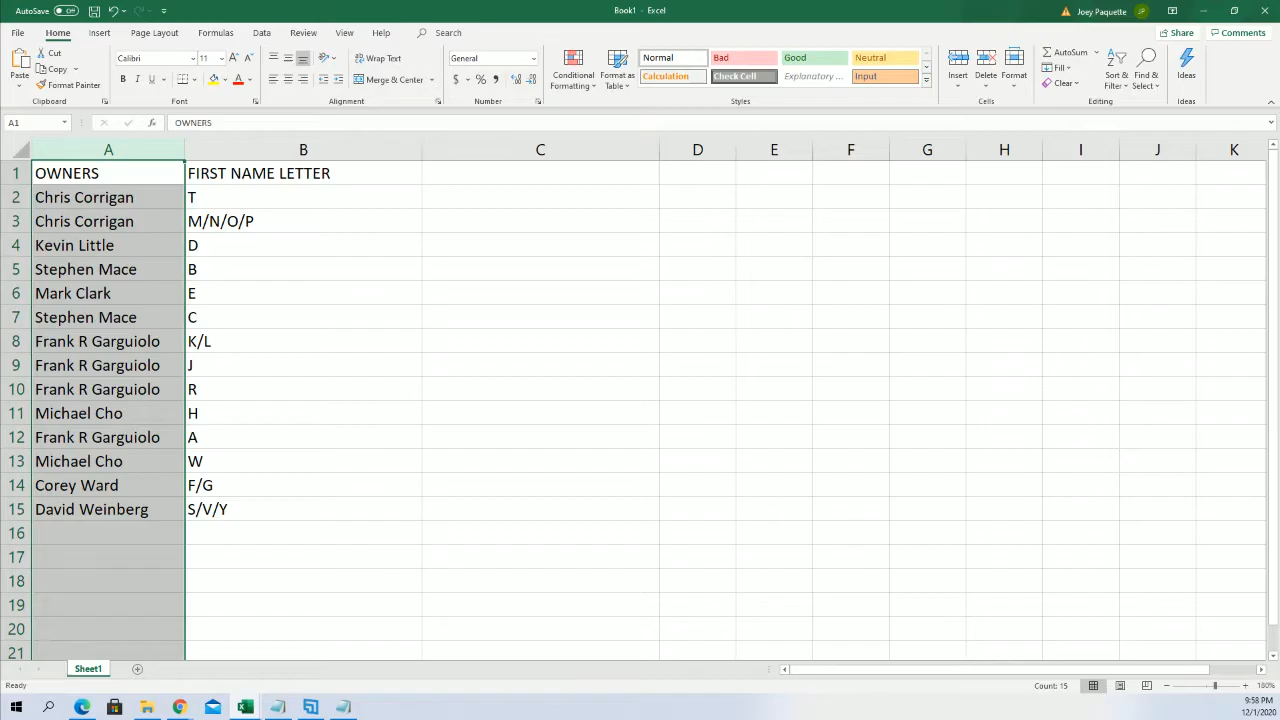 AutoSave Off Book1 - Excel Joey Paquette JP
File Home Insert Page Layout Formulas Data Review View Help Search Share Comments
Paste Cut Copy Format Painter Clipboard
Calibri 11 A A B I U A Font
Wrap Text Merge & Center Alignment
General $ % , Number
Conditional Formatting Format as Table
Normal Bad Good Neutral
Calculation Check Cell Explanatory ... Input
Styles
Insert Delete Format Cells
AutoSum Fill Clear Sort & Filter Find & Select Editing
Ideas Ideas
A1 fx OWNERS
A B C D E F G H I J K
1 OWNERS FIRST NAME LETTER
2 Chris Corrigan T
3 Chris Corrigan M/N/O/P
4 Kevin Little D
5 Stephen Mace B
6 Mark Clark E
7 Stephen Mace C
8 Frank R Garguiolo K/L
9 Frank R Garguiolo J
10 Frank R Garguiolo R
11 Michael Cho H
12 Frank R Garguiolo A
13 Michael Cho W
14 Corey Ward F/G
15 David Weinberg S/V/Y
16
17
18
19
20
21
Sheet1
Ready Count: 15 180%
9:58 PM
12/1/2020